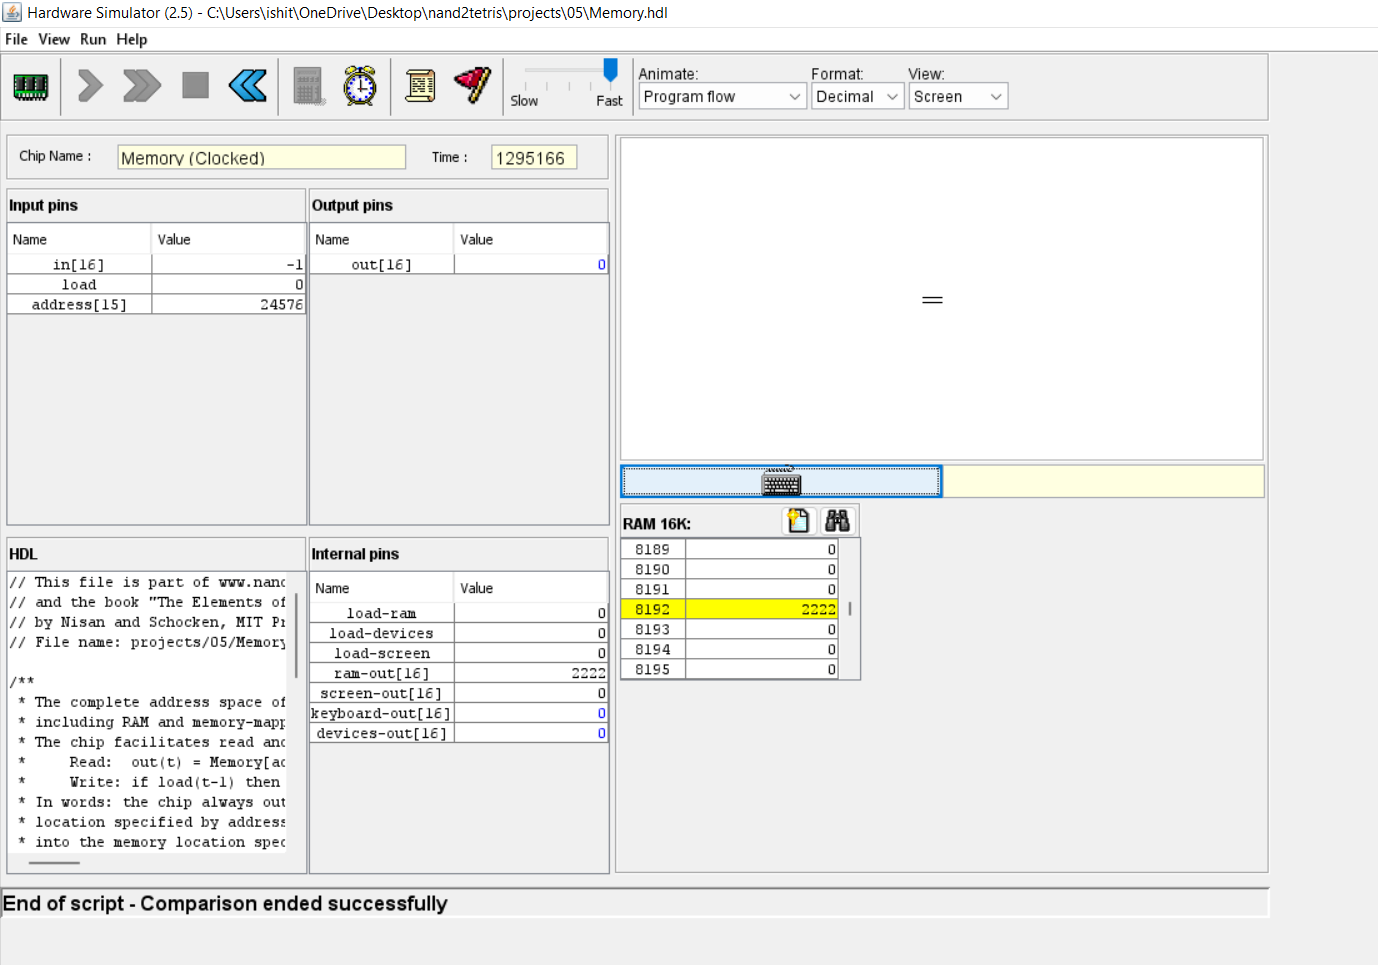 Hardware Simulator (2.5) - C:\Users\ishit\OneDrive\Desktop\nand2tetris\projects\05\Memory.hdl
File View Run Help
Slow Fast
Animate: Format: View:
Program flow Decimal Screen
Chip Name : Memory (Clocked) Time : 1295166
Input pins
Name Value
in[16] -1
load 0
address[15] 24576
Output pins
Name Value
out[16] 0
HDL
// This file is part of www.nand
// and the book "The Elements of
// by Nisan and Schocken, MIT Pr
// File name: projects/05/Memory
/**
* The complete address space of
* including RAM and memory-mapp
* The chip facilitates read and
* Read: out(t) = Memory[ad
* Write: if load(t-1) then
* In words: the chip always out
* location specified by address
* into the memory location spec
Internal pins
Name Value
load-ram 0
load-devices 0
load-screen 0
ram-out[16] 2222
screen-out[16] 0
keyboard-out[16] 0
devices-out[16] 0
RAM 16K:
8189 0
8190 0
8191 0
8192 2222
8193 0
8194 0
8195 0
End of script - Comparison ended successfully